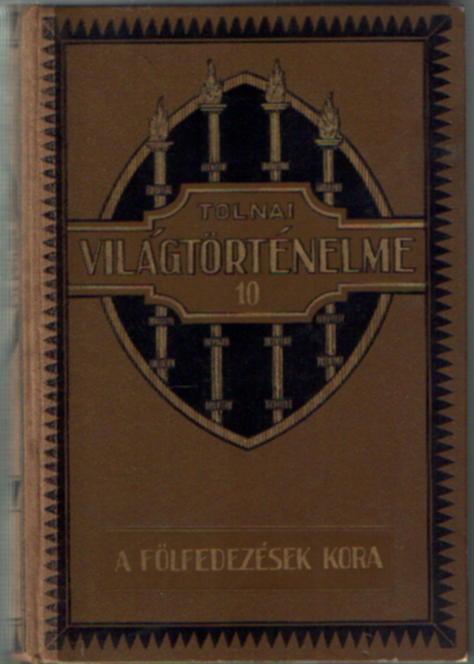 TOLNAI
VILÁGTÖRTÉNELME
10
A FÖLFEDEZÉSEK KORA